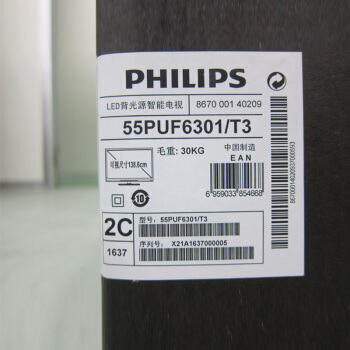 PHILIPS
LED背光源智能电视
8670 001 40209
55PUF6301/T3
毛重: 30KG
中国制造
EAN
可视尺寸138.8cm
6 959033 854668
867000140209637000593
10
2C
1637
型号: 55PUF6301/T3
序列号: X21A1637000005